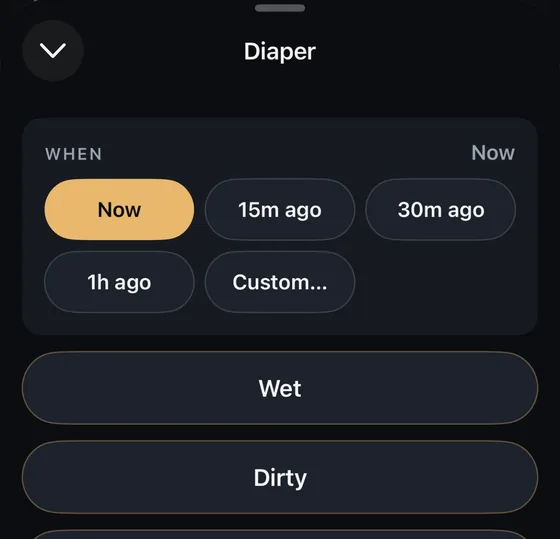 Diaper
WHEN Now
Now 15m ago 30m ago
1h ago Custom...
Wet
Dirty